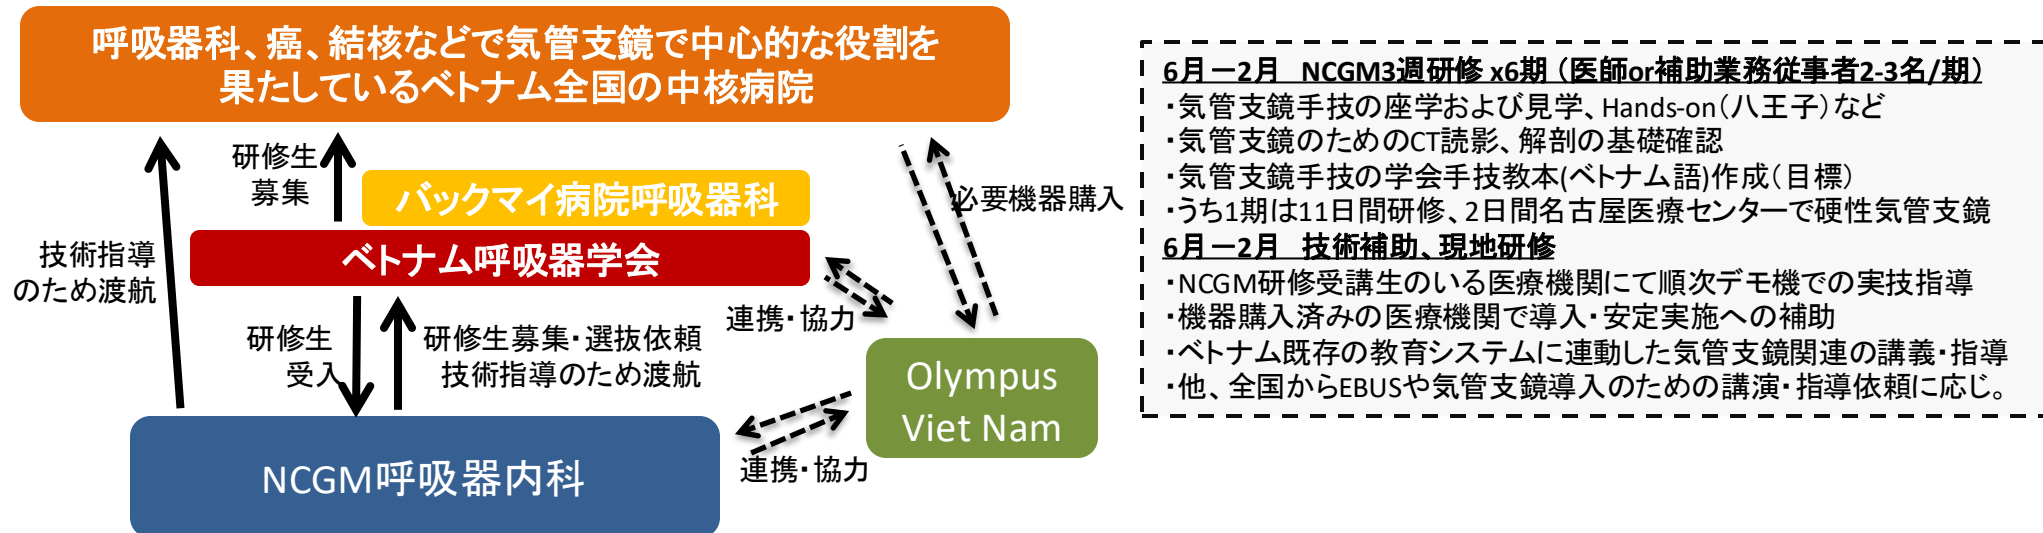 呼吸器科、癌、結核などで気管支鏡で中心的な役割を
果たしているベトナム全国の中核病院
研修生
募集
バックマイ病院呼吸器科
ベトナム呼吸器学会
技術指導
のため渡航
研修生
受入
研修生募集・選抜依頼
技術指導のため渡航
必要機器購入
連携・協力
Olympus
Viet Nam
連携・協力
NCGM呼吸器内科
6月ー2月　NCGM3週研修 x6期（医師or補助業務従事者2-3名/期）
・気管支鏡手技の座学および見学、Hands-on（八王子）など
・気管支鏡のためのCT読影、解剖の基礎確認
・気管支鏡手技の学会手技教本(ベトナム語)作成（目標）
・うち1期は11日間研修、2日間名古屋医療センターで硬性気管支鏡
6月ー2月　技術補助、現地研修
・NCGM研修受講生のいる医療機関にて順次デモ機での実技指導
・機器購入済みの医療機関で導入・安定実施への補助
・ベトナム既存の教育システムに連動した気管支鏡関連の講義・指導
・他、全国からEBUSや気管支鏡導入のための講演・指導依頼に応じ。